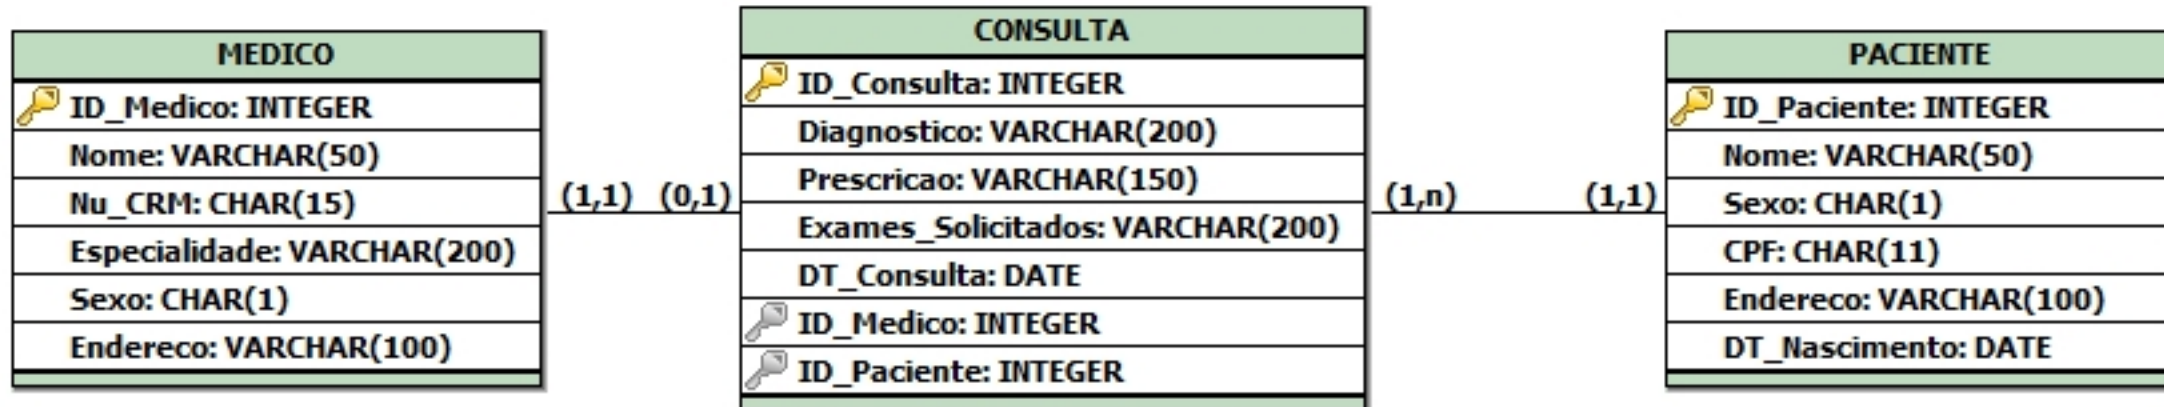 MEDICO
ID_Medico: INTEGER
Nome: VARCHAR(50)
Nu_CRM: CHAR(15)
Especialidade: VARCHAR(200)
Sexo: CHAR(1)
Endereco: VARCHAR(100)
(1,1) (0,1)
CONSULTA
ID_Consulta: INTEGER
Diagnostico: VARCHAR(200)
Prescricao: VARCHAR(150)
Exames_Solicitados: VARCHAR(200)
DT_Consulta: DATE
ID_Medico: INTEGER
ID_Paciente: INTEGER
(1,n) (1,1)
PACIENTE
ID_Paciente: INTEGER
Nome: VARCHAR(50)
Sexo: CHAR(1)
CPF: CHAR(11)
Endereco: VARCHAR(100)
DT_Nascimento: DATE